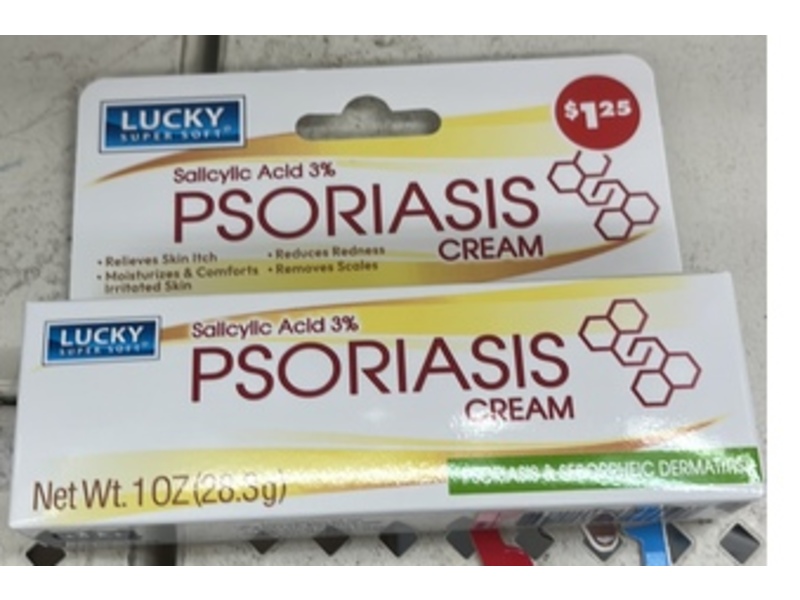 LUCKY
SUPER SOFT
$1.25
Salicylic Acid 3%
PSORIASIS
CREAM
• Relieves Skin Itch
• Moisturizes & Comforts
Irritated Skin
• Reduces Redness
• Removes Scales
LUCKY
SUPER SOFT
Salicylic Acid 3%
PSORIASIS
CREAM
Net Wt. 1 OZ (28.3g)
PSORIASIS & SEBORRHEIC DERMATITIS